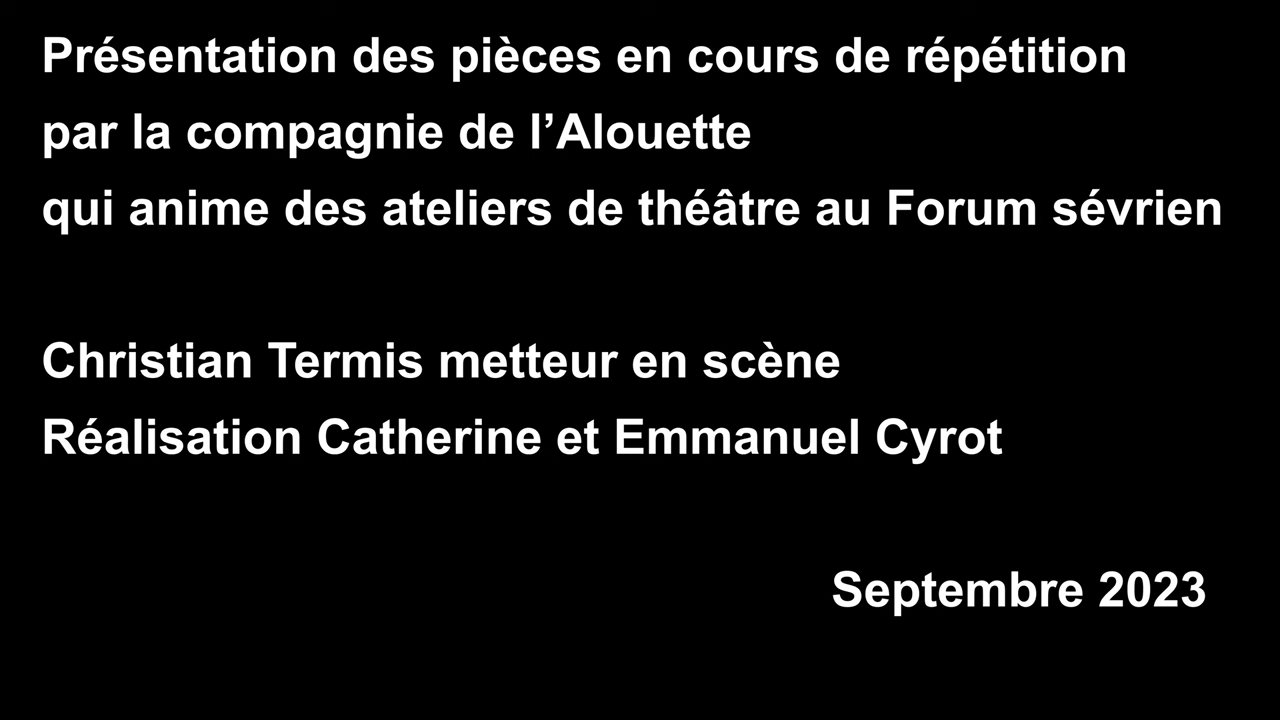 Présentation des pièces en cours de répétition
par la compagnie de l’Alouette
qui anime des ateliers de théâtre au Forum sévrien
Christian Termis metteur en scène
Réalisation Catherine et Emmanuel Cyrot
Septembre 2023